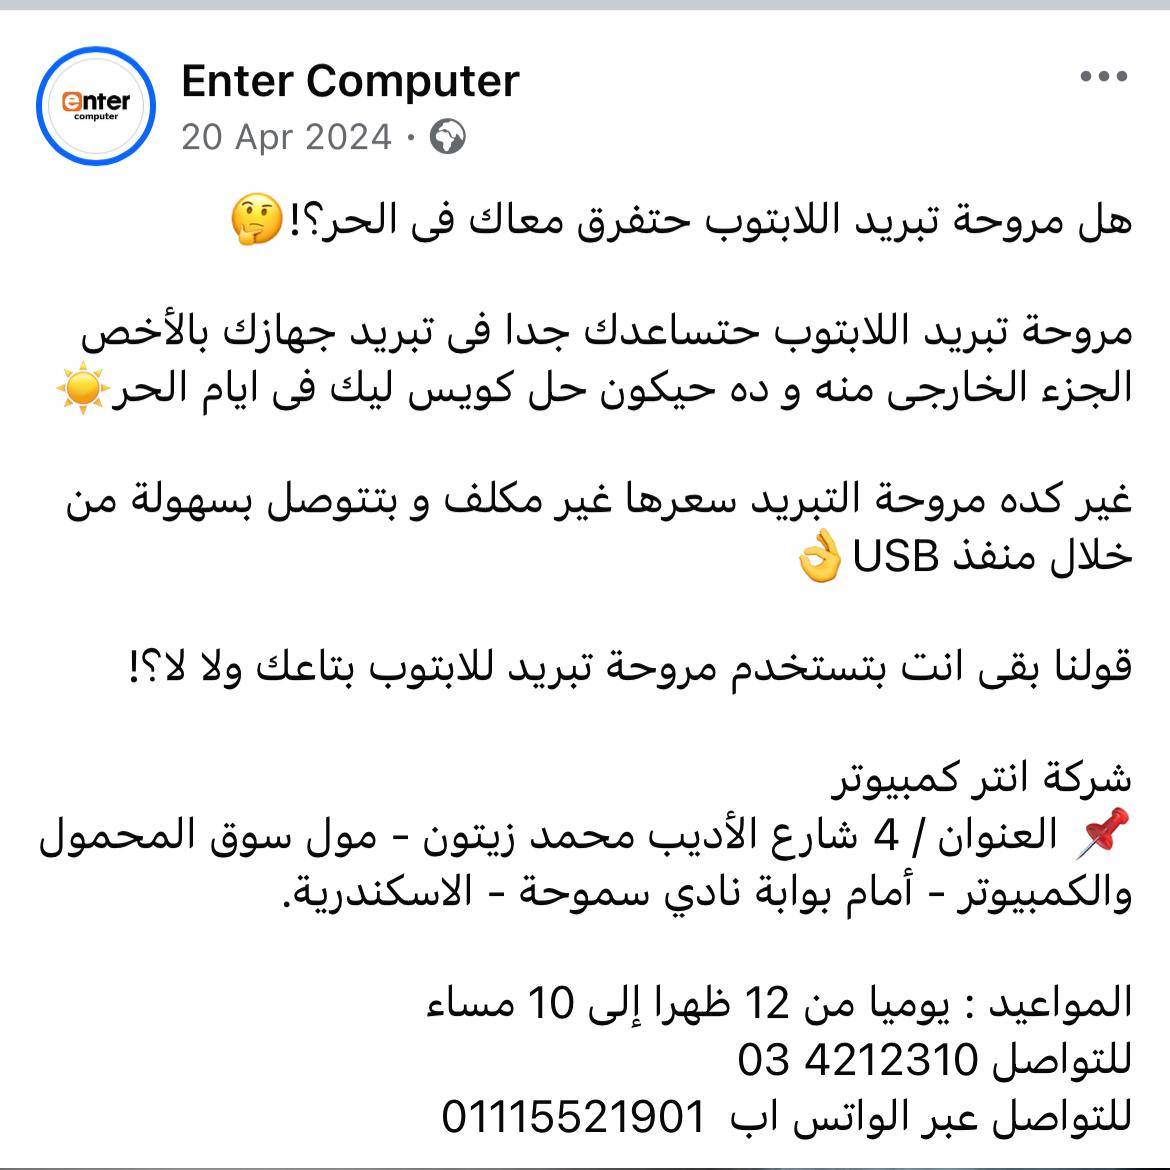 enter
computer
Enter Computer
20 Apr 2024 ·
هل مروحة تبريد اللابتوب حتفرق معاك فى الحر؟!🤔
مروحة تبريد اللابتوب حتساعدك جدا فى تبريد جهازك بالأخص
الجزء الخارجى منه و ده حيكون حل كويس ليك فى ايام الحر☀️
غير كده مروحة التبريد سعرها غير مكلف و بتتوصل بسهولة من
خلال منفذ USB👌
قولنا بقى انت بتستخدم مروحة تبريد للابتوب بتاعك ولا لا؟!
شركة انتر كمبيوتر
📌 العنوان / 4 شارع الأديب محمد زيتون - مول سوق المحمول
والكمبيوتر - أمام بوابة نادي سموحة - الاسكندرية.
المواعيد : يوميا من 12 ظهرا إلى 10 مساء
للتواصل 4212310 03
للتواصل عبر الواتس اب 01115521901